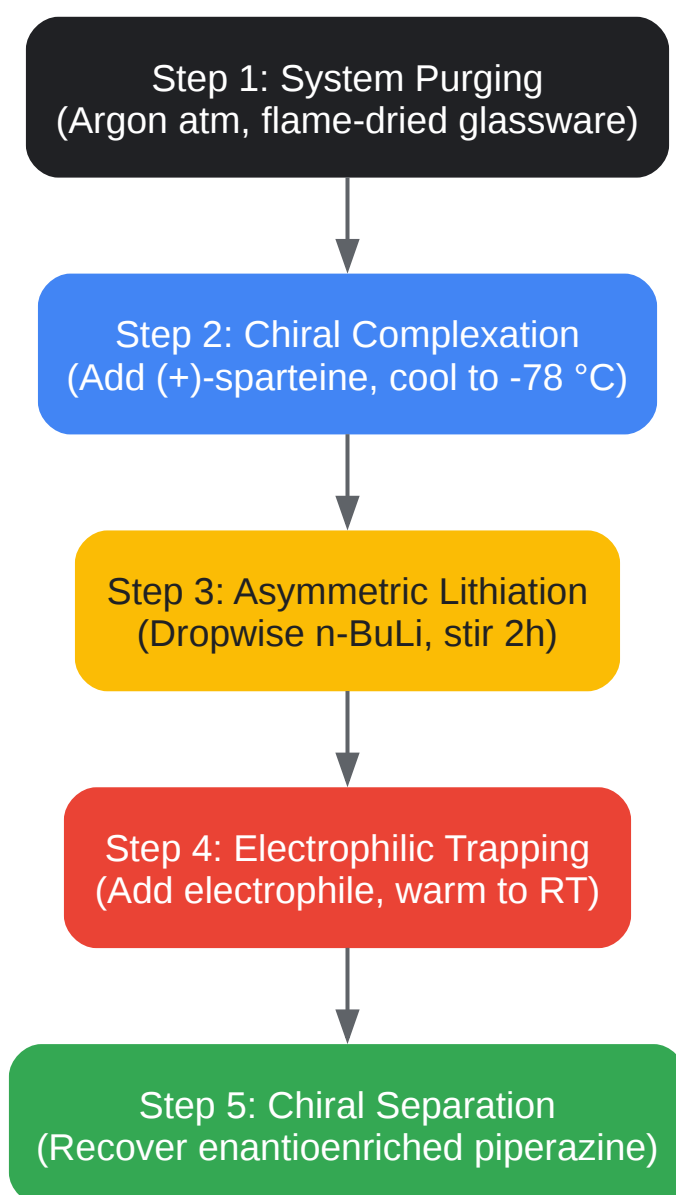 Step 1: System Purging
(Argon atm, flame-dried glassware)
Step 2: Chiral Complexation
(Add (+)-sparteine, cool to -78 °C)
Step 3: Asymmetric Lithiation
(Dropwise n-BuLi, stir 2h)
Step 4: Electrophilic Trapping
(Add electrophile, warm to RT)
Step 5: Chiral Separation
(Recover enantioenriched piperazine)